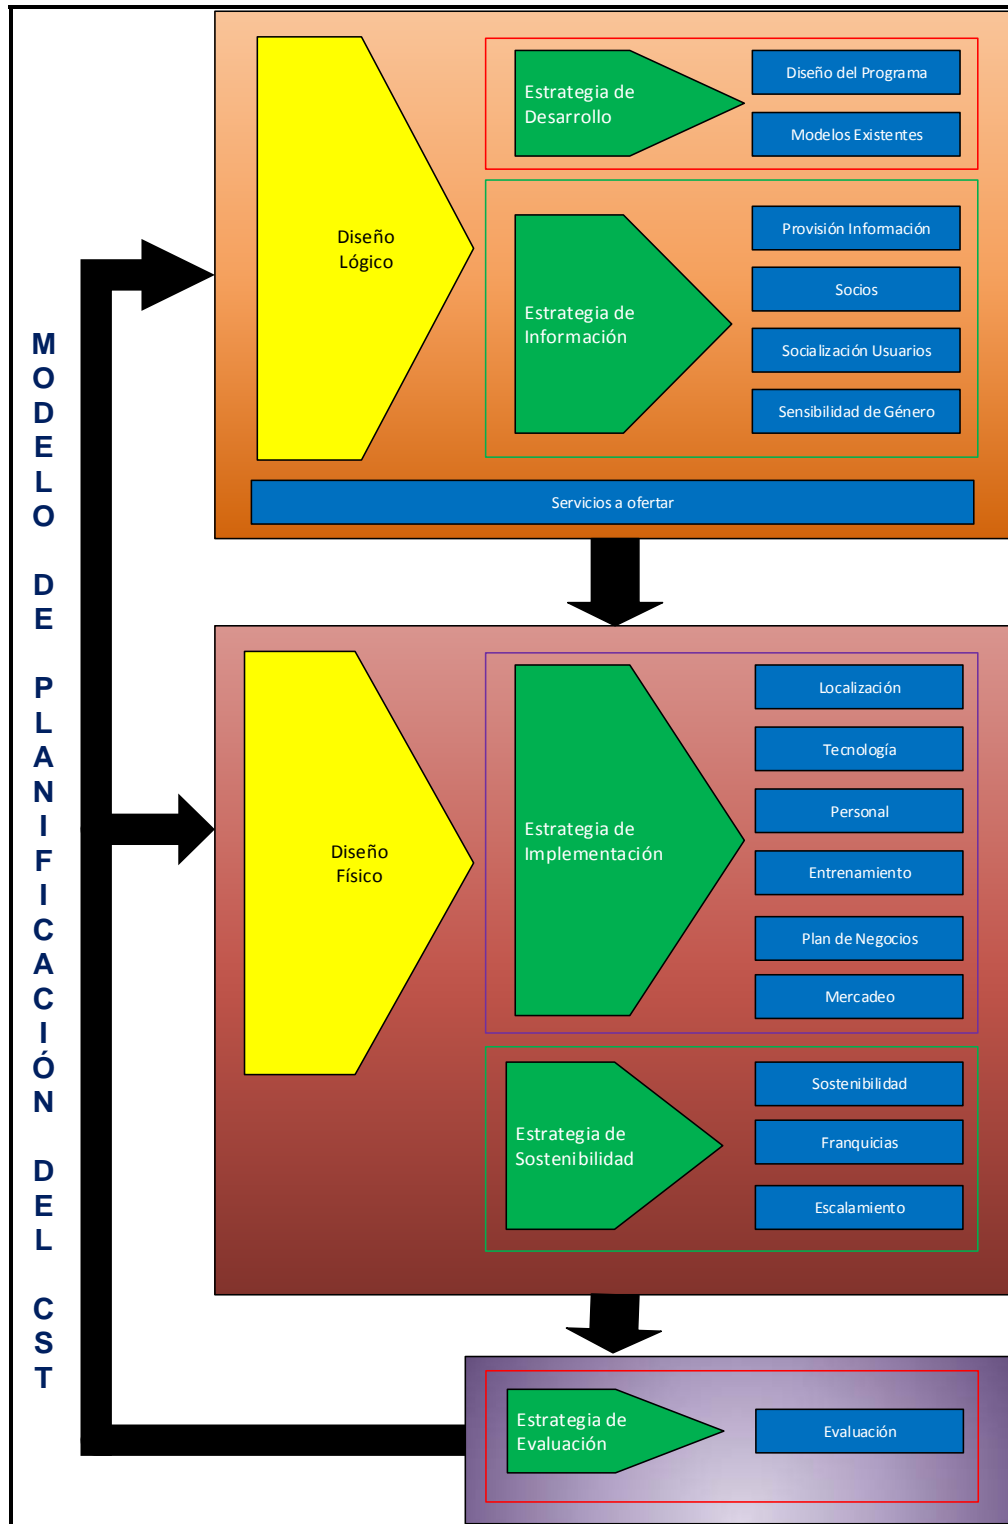 MODELO DE PLANIFICACIÓN DEL CST
Diseño
Lógico
Estrategia de
Desarrollo
Diseño del Programa
Modelos Existentes
Estrategia de
Información
Provisión Información
Socios
Socialización Usuarios
Sensibilidad de Género
Servicios a ofertar
Diseño
Físico
Estrategia de
Implementación
Localización
Tecnología
Personal
Entrenamiento
Plan de Negocios
Mercadeo
Estrategia de
Sostenibilidad
Sostenibilidad
Franquicias
Escalamiento
Estrategia de
Evaluación
Evaluación